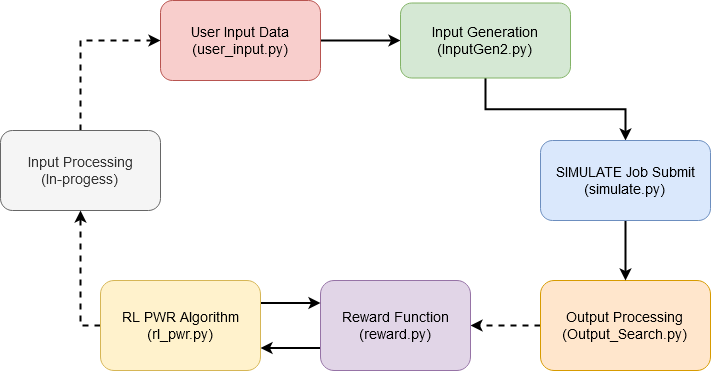 User Input Data
(user_input.py)
Input Generation
(InputGen2.py)
Input Processing
(In-progess)
SIMULATE Job Submit
(simulate.py)
RL PWR Algorithm
(rl_pwr.py)
Reward Function
(reward.py)
Output Processing
(Output_Search.py)